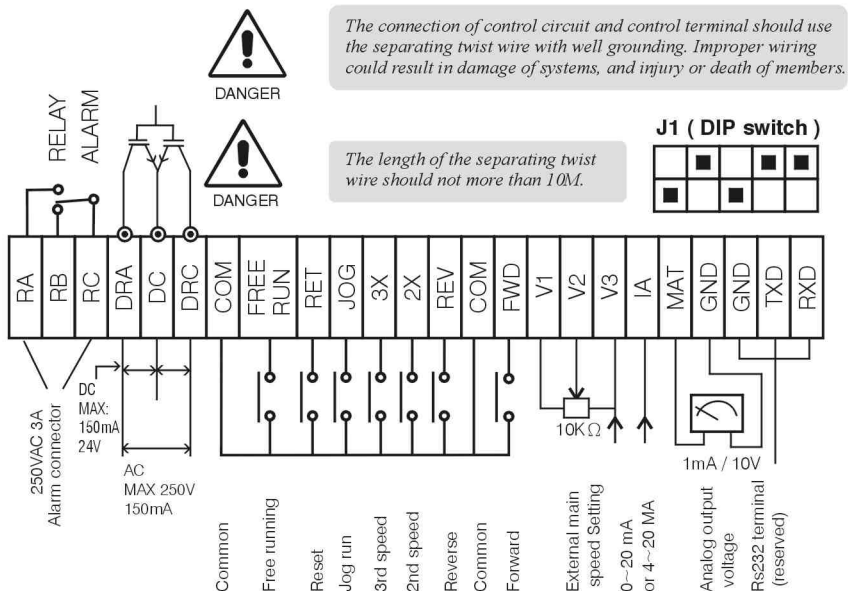 The connection of control circuit and control terminal should use
the separating twist wire with well grounding. Improper wiring
could result in damage of systems, and injury or death of members.
DANGER
RELAY
ALARM
J1 ( DIP switch )
The length of the separating twist
wire should not more than 10M.
DANGER
RA
RB
RC
DRA
DC
DRC
COM
FREE
RUN
RET
JOG
3X
2X
REV
COM
FWD
V1
V2
V3
IA
MAT
GND
GND
TXD
RXD
250VAC 3A
Alarm connector
DC
MAX:
150mA
24V
AC
MAX 250V
150mA
10KΩ
1mA / 10V
Common
Free running
Reset
Jog run
3rd speed
2nd speed
Reverse
Common
Forward
External main
speed Setting
0~20 mA
or 4~20 MA
Analog output
voltage
Rs232 terminal
(reserved)